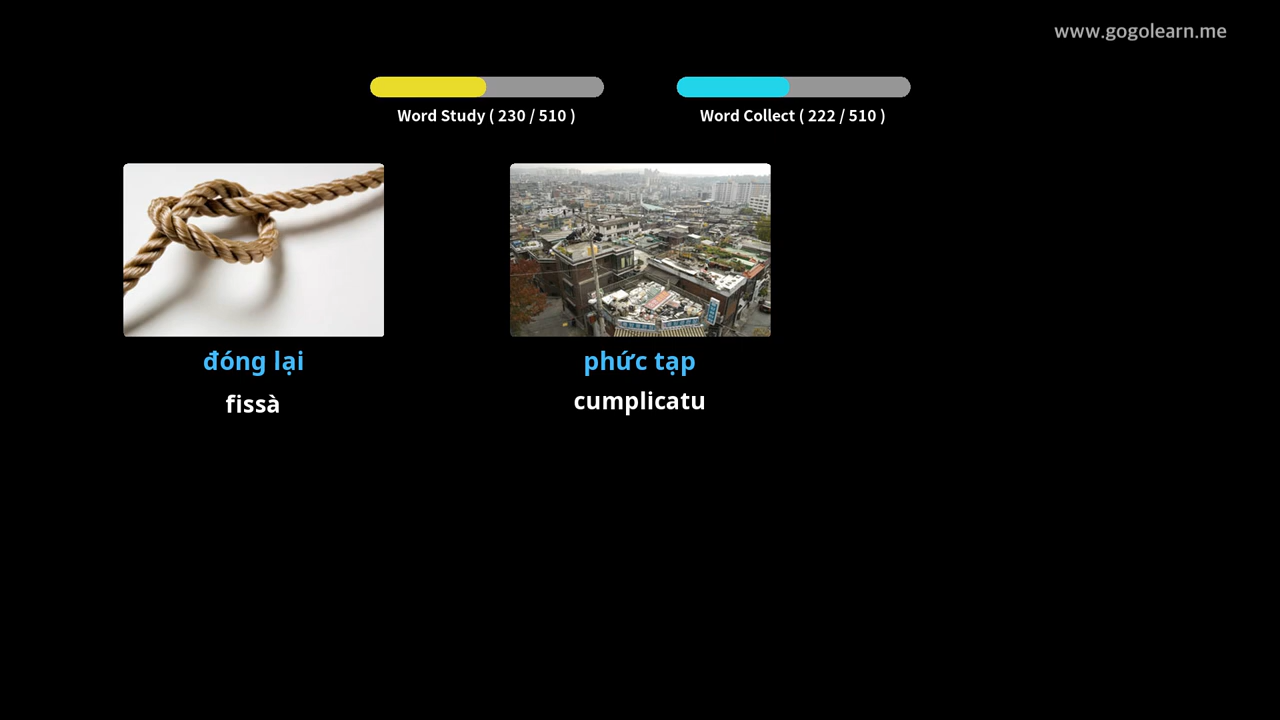 www.gogolearn.me
Word Study ( 230 / 510 )
Word Collect ( 222 / 510 )
đóng lại
fissà
phức tạp
cumplicatu